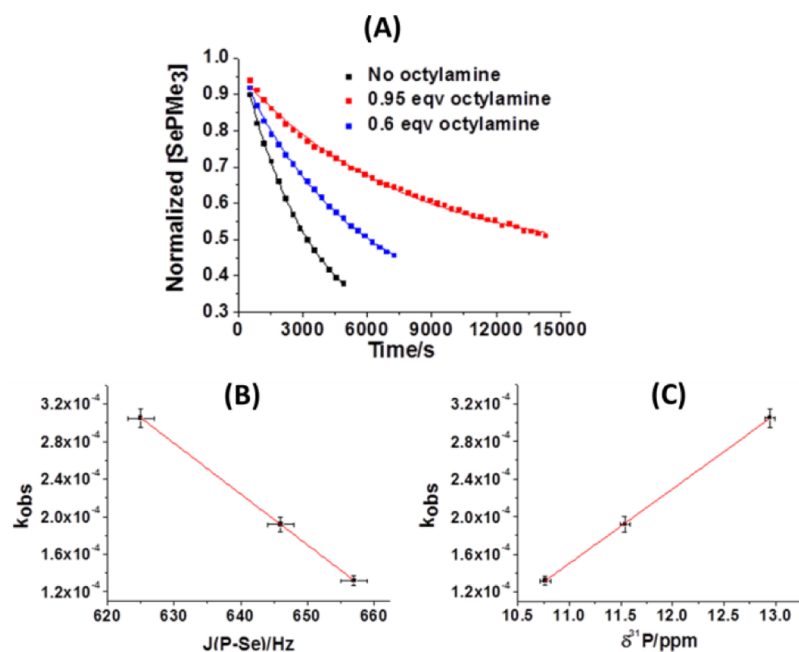 (A)
Normalized [SePMe3]
1.0
0.9
0.8
0.7
0.6
0.5
0.4
0.3
No octylamine
0.95 eqv octylamine
0.6 eqv octylamine
0 3000 6000 9000 12000 15000
Time/s
(B)
kobs
3.2x10⁻⁴
2.8x10⁻⁴
2.4x10⁻⁴
2.0x10⁻⁴
1.6x10⁻⁴
1.2x10⁻⁴
620 630 640 650 660
J(P-Se)/Hz
(C)
kobs
3.2x10⁻⁴
2.8x10⁻⁴
2.4x10⁻⁴
2.0x10⁻⁴
1.6x10⁻⁴
1.2x10⁻⁴
10.5 11.0 11.5 12.0 12.5 13.0
δ³¹P/ppm